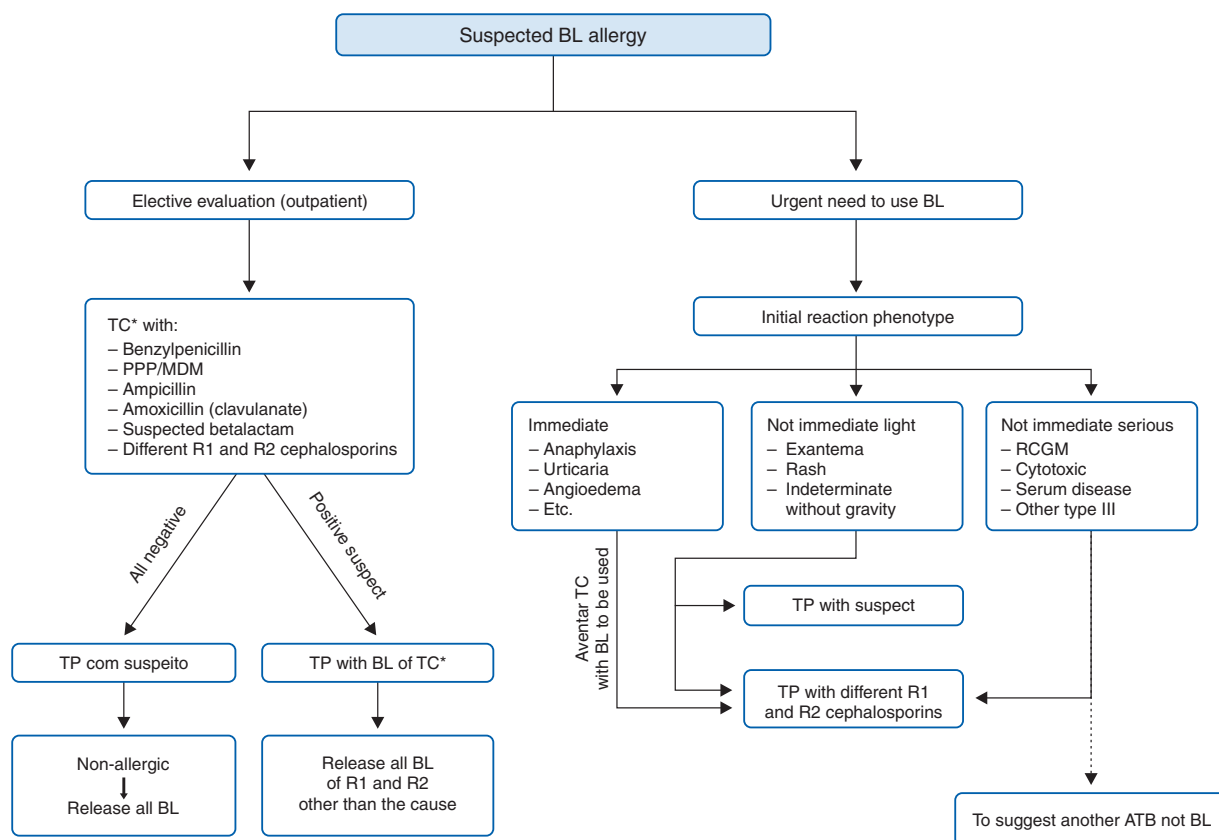 Suspected BL allergy
Elective evaluation (outpatient)
Urgent need to use BL
TC* with:
– Benzylpenicillin
– PPP/MDM
– Ampicillin
– Amoxicillin (clavulanate)
– Suspected betalactam
– Different R1 and R2 cephalosporins
Initial reaction phenotype
Immediate
– Anaphylaxis
– Urticaria
– Angioedema
– Etc.
Not immediate light
– Exantema
– Rash
– Indeterminate
without gravity
Not immediate serious
– RCGM
– Cytotoxic
– Serum disease
– Other type III
All negative
Positive suspect
Aventar TC
with BL to be used
TP with suspect
TP com suspeito
TP with BL of TC*
TP with different R1
and R2 cephalosporins
Non-allergic
Release all BL
Release all BL
of R1 and R2
other than the cause
To suggest another ATB not BL